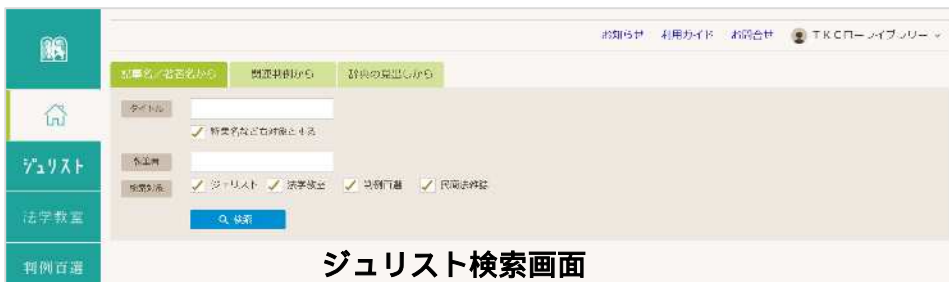 お知らせ 利用ガイド お問合せ TKCローライブラリー
記事名/著者名から 関連判例から 辞典の見出しから
タイトル
特集名なども対象とする
ジュリスト
執筆者
検索対象 ジュリスト 法学教室 判例百選 民商法雑誌
法学教室
検索
判例百選
ジュリスト検索画面